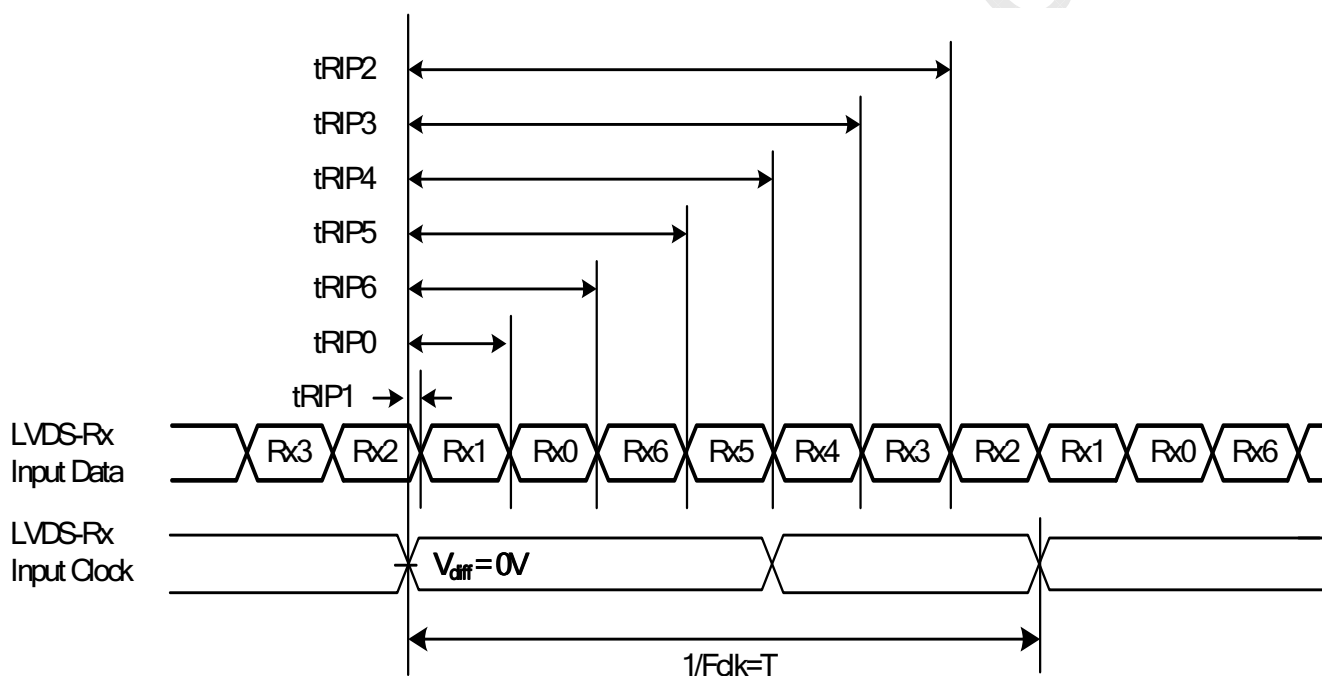 tRIP2
tRIP3
tRIP4
tRIP5
tRIP6
tRIP0
tRIP1
LVDS-Rx
Input Data
Rx3 Rx2 Rx1 Rx0 Rx6 Rx5 Rx4 Rx3 Rx2 Rx1 Rx0 Rx6
LVDS-Rx
Input Clock
Vdiff = 0V
1/Fclk=T